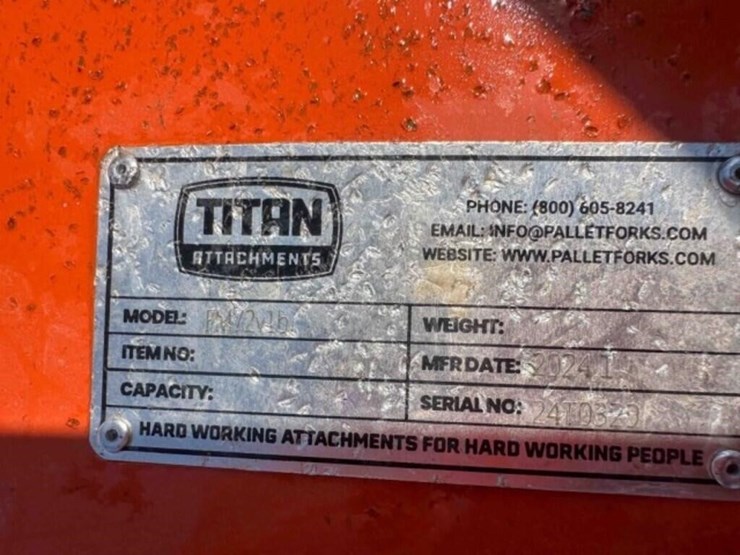 TITAN
ATTACHMENTS
PHONE: (800) 605-8241
EMAIL: INFO@PALLETFORKS.COM
WEBSITE: WWW.PALLETFORKS.COM
MODEL:
ITEM NO:
CAPACITY:
WEIGHT:
MFR DATE:
SERIAL NO: 24T0329
HARD WORKING ATTACHMENTS FOR HARD WORKING PEOPLE